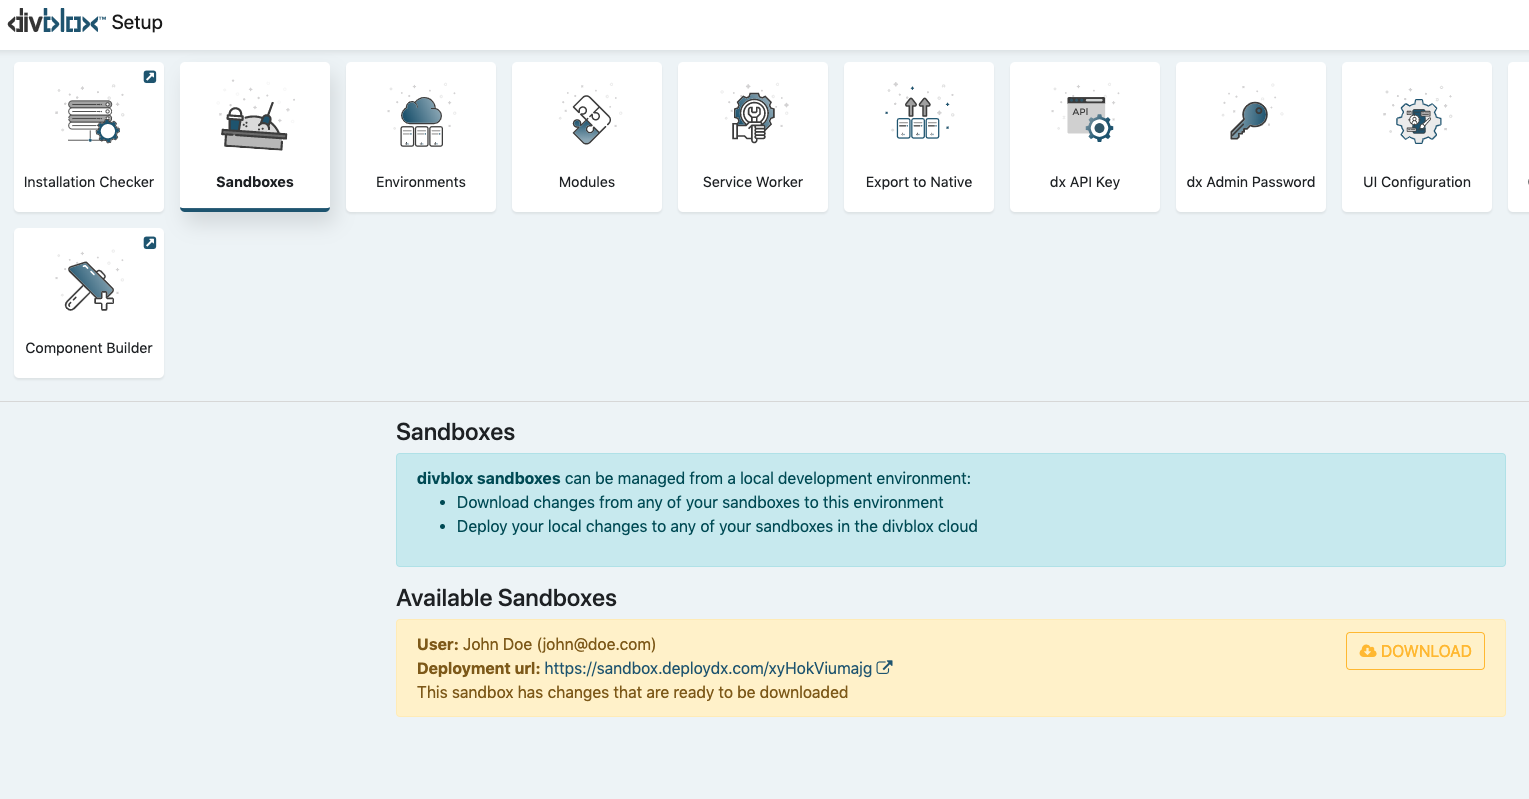 divblox™ Setup
Installation Checker
Sandboxes
Environments
Modules
Service Worker
Export to Native
API
dx API Key
dx Admin Password
UI Configuration
Component Builder
Sandboxes
divblox sandboxes can be managed from a local development environment:
• Download changes from any of your sandboxes to this environment
• Deploy your local changes to any of your sandboxes in the divblox cloud
Available Sandboxes
User: John Doe (john@doe.com)
DOWNLOAD
Deployment url: https://sandbox.deploydx.com/xyHokViumajg
This sandbox has changes that are ready to be downloaded